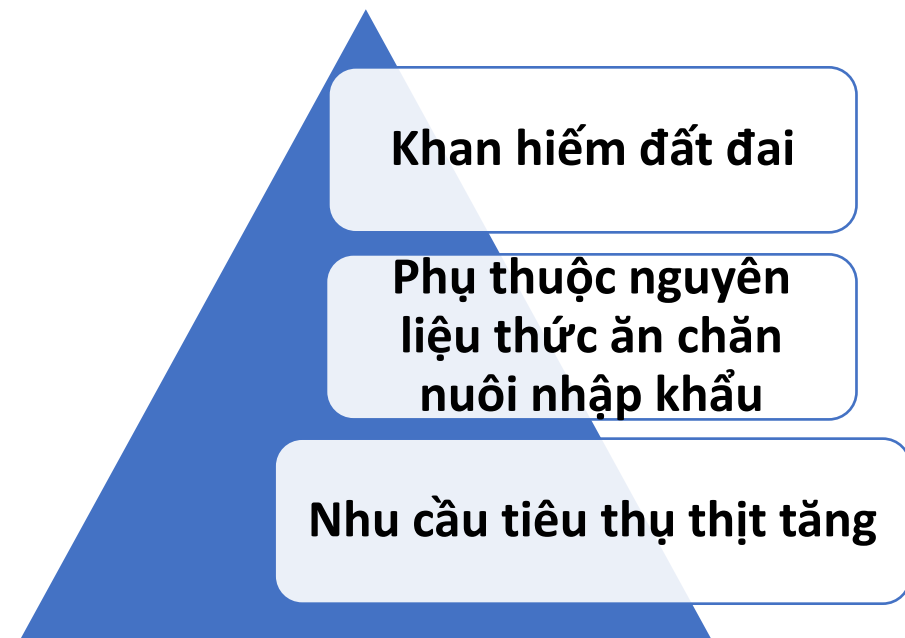 Khan hiếm đất đai
Phụ thuộc nguyên
liệu thức ăn chăn
nuôi nhập khẩu
Nhu cầu tiêu thụ thịt tăng